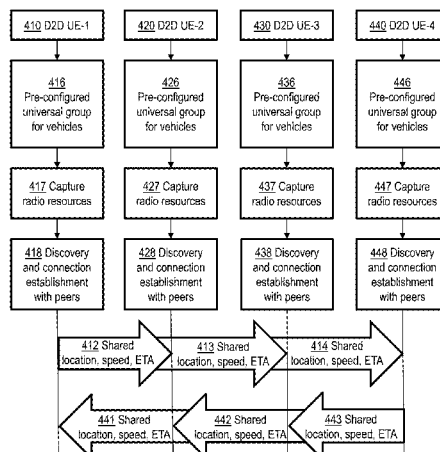 410 D2D UE-1
420 D2D UE-2
430 D2D UE-3
440 D2D UE-4
416
Pre-configured
universal group
for vehicles
426
Pre-configured
universal group
for vehicles
436
Pre-configured
universal group
for vehicles
446
Pre-configured
universal group
for vehicles
417 Capture
radio resources
427 Capture
radio resources
437 Capture
radio resources
447 Capture
radio resources
418 Discovery
and connection
establishment
with peers
428 Discovery
and connection
establishment
with peers
438 Discovery
and connection
establishment
with peers
448 Discovery
and connection
establishment
with peers
412 Shared
location, speed, ETA
413 Shared
location, speed, ETA
414 Shared
location, speed, ETA
441 Shared
location, speed, ETA
442 Shared
location, speed, ETA
443 Shared
location, speed, ETA